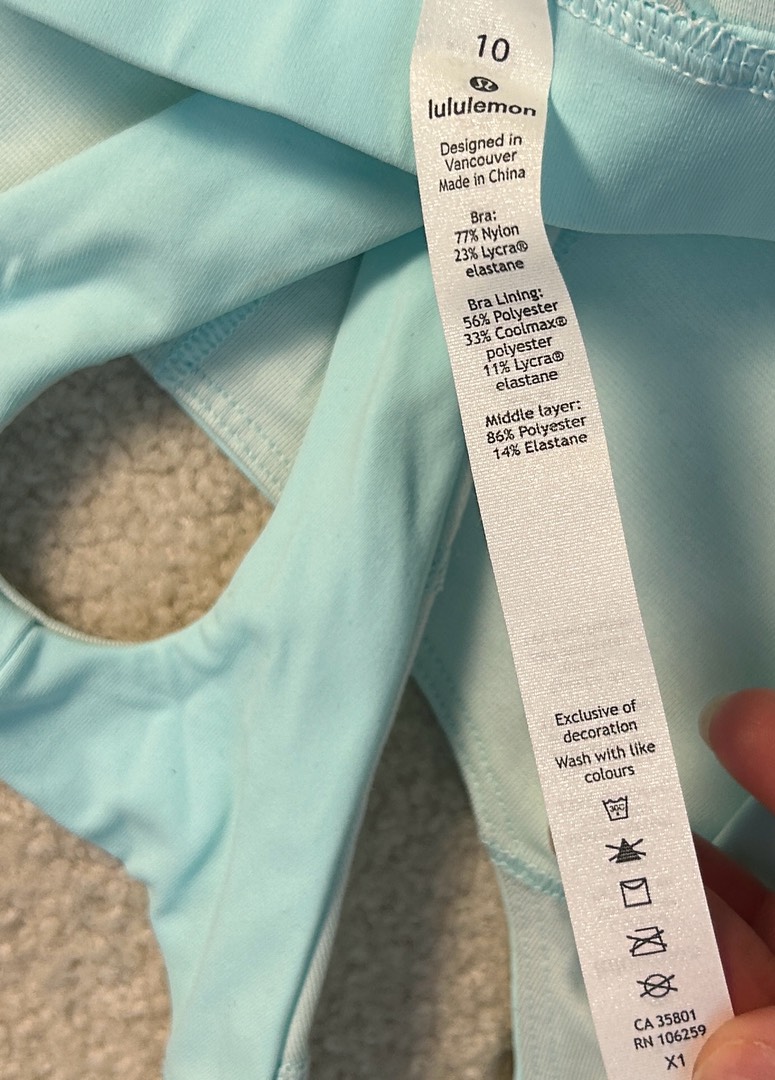 10
lululemon
Designed in
Vancouver
Made in China
Bra:
77% Nylon
23% Lycra®
elastane
Bra Lining:
56% Polyester
33% Coolmax®
polyester
11% Lycra®
elastane
Middle layer:
86% Polyester
14% Elastane
Exclusive of
decoration
Wash with like
colours
30C
CA 35801
RN 106259
X1